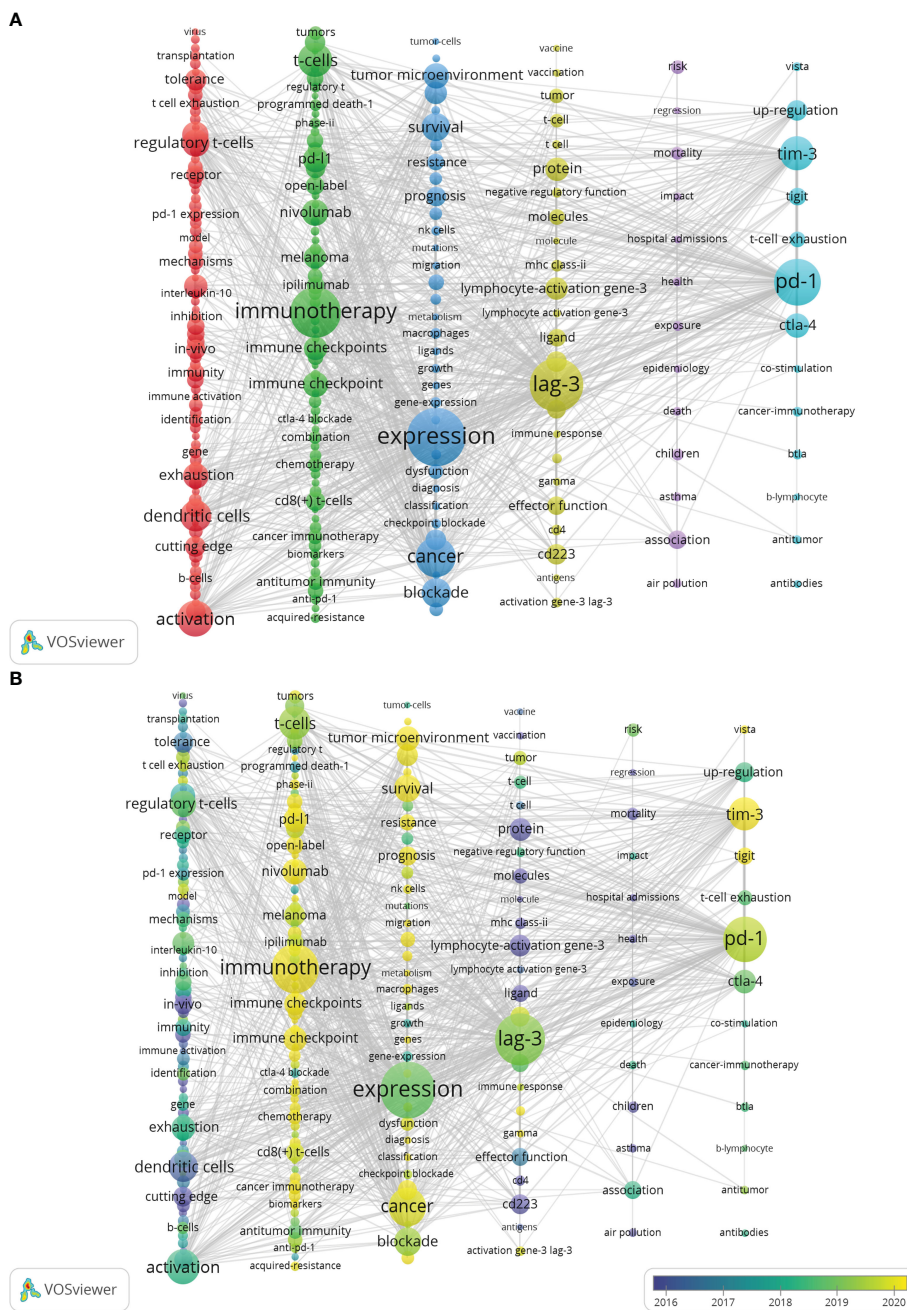 A
virus
transplantation
tolerance
t cell exhaustion
regulatory t-cells
receptor
pd-1 expression
model
mechanisms
interleukin-10
inhibition
in-vivo
immunity
immune activation
identification
gene
exhaustion
dendritic cells
cutting edge
b-cells
activation
tumors
t-cells
regulatory t
programmed death-1
phase-ii
pd-l1
open-label
nivolumab
melanoma
ipilimumab
immunotherapy
immune checkpoints
immune checkpoint
ctla-4 blockade
combination
chemotherapy
cd8(+) t-cells
cancer immunotherapy
biomarkers
antitumor immunity
anti-pd-1
acquired-resistance
tumor-cells
tumor microenvironment
survival
resistance
prognosis
nk cells
mutations
migration
metabolism
macrophages
ligands
growth
genes
gene-expression
expression
dysfunction
diagnosis
classification
checkpoint blockade
cancer
blockade
vaccine
vaccination
tumor
t-cell
t cell
protein
negative regulatory function
molecules
molecule
mhc class-ii
lymphocyte-activation gene-3
lymphocyte activation gene-3
ligand
lag-3
immune response
gamma
effector function
cd4
cd223
antigens
activation gene-3 lag-3
risk
regression
mortality
impact
hospital admissions
health
exposure
epidemiology
death
children
asthma
association
air pollution
vista
up-regulation
tim-3
tigit
t-cell exhaustion
pd-1
ctla-4
co-stimulation
cancer-immunotherapy
btla
b-lymphocyte
antitumor
antibodies
VOSviewer
B
virus
transplantation
tolerance
t cell exhaustion
regulatory t-cells
receptor
pd-1 expression
model
mechanisms
interleukin-10
inhibition
in-vivo
immunity
immune activation
identification
gene
exhaustion
dendritic cells
cutting edge
b-cells
activation
tumors
t-cells
regulatory t
programmed death-1
phase-ii
pd-l1
open-label
nivolumab
melanoma
ipilimumab
immunotherapy
immune checkpoints
immune checkpoint
ctla-4 blockade
combination
chemotherapy
cd8(+) t-cells
cancer immunotherapy
biomarkers
antitumor immunity
anti-pd-1
acquired-resistance
tumor-cells
tumor microenvironment
survival
resistance
prognosis
nk cells
mutations
migration
metabolism
macrophages
ligands
growth
genes
gene-expression
expression
dysfunction
diagnosis
classification
checkpoint blockade
cancer
blockade
vaccine
vaccination
tumor
t-cell
t cell
protein
negative regulatory function
molecules
molecule
mhc class-ii
lymphocyte-activation gene-3
lymphocyte activation gene-3
ligand
lag-3
immune response
gamma
effector function
cd4
cd223
antigens
activation gene-3 lag-3
risk
regression
mortality
impact
hospital admissions
health
exposure
epidemiology
death
children
asthma
association
air pollution
vista
up-regulation
tim-3
tigit
t-cell exhaustion
pd-1
ctla-4
co-stimulation
cancer-immunotherapy
btla
b-lymphocyte
antitumor
antibodies
VOSviewer
2016 2017 2018 2019 2020